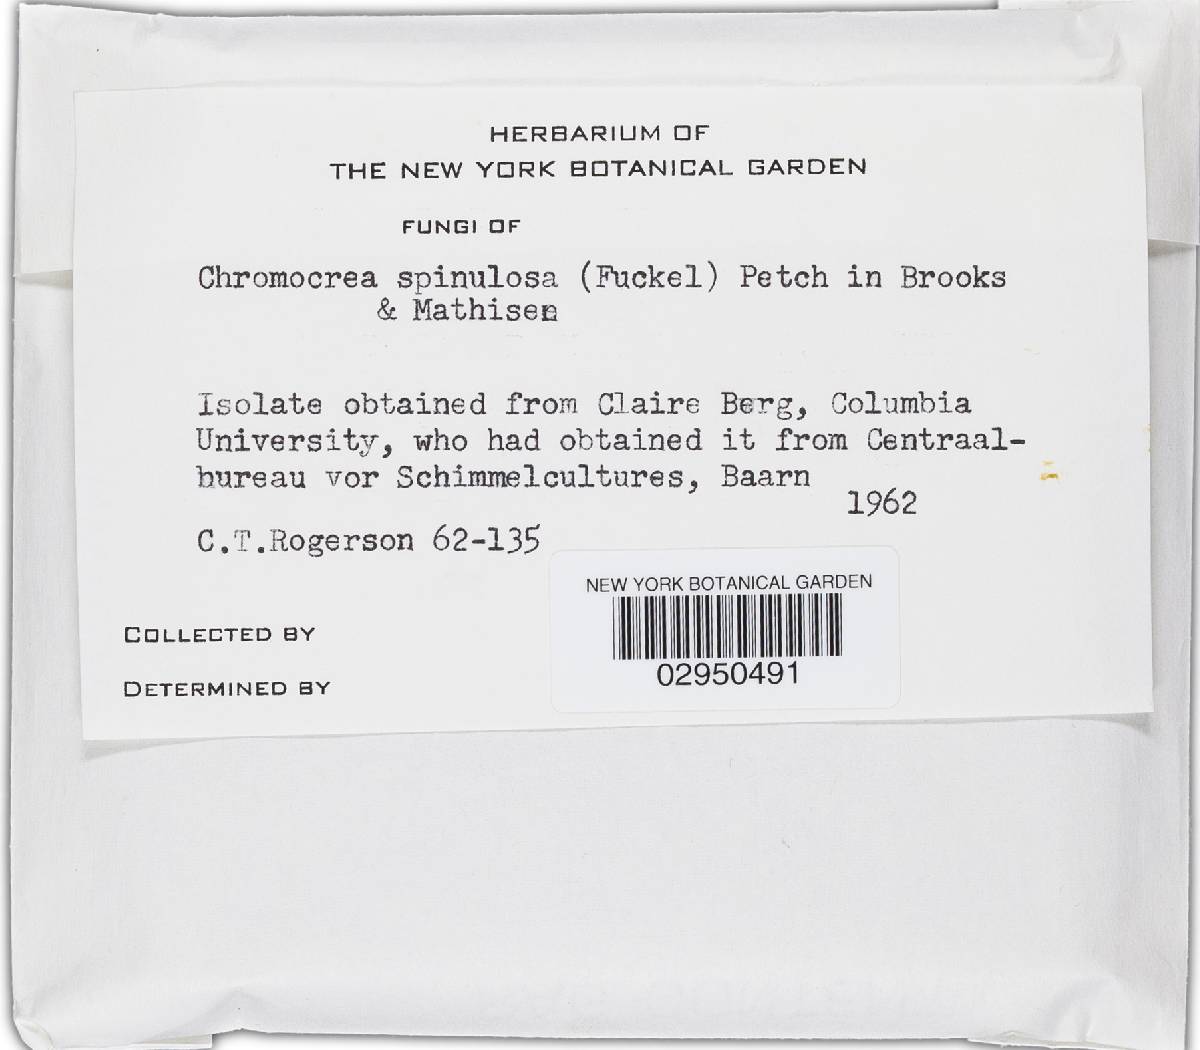 HERBARIUM OF
THE NEW YORK BOTANICAL GARDEN
FUNGI OF
Chromocrea spinulosa (Fuckel) Petch in Brooks
& Mathisen
Isolate obtained from Claire Berg, Columbia
University, who had obtained it from Centraal-
bureau vor Schimmelcultures, Baarn
1962
C.T.Rogerson 62-135
NEW YORK BOTANICAL GARDEN
02950491
COLLECTED BY
DETERMINED BY